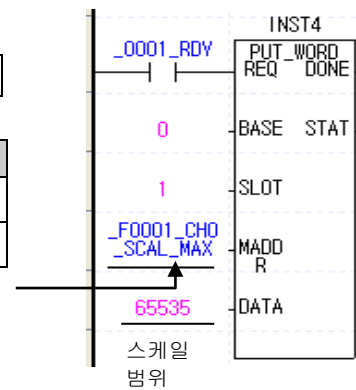 INST4
_0001_RDY
PUT_WORD
REQ DONE
0
BASE STAT
1
SLOT
_F0001_CH0
_SCAL_MAX
MADD
R
65535
DATA
스케일
범위